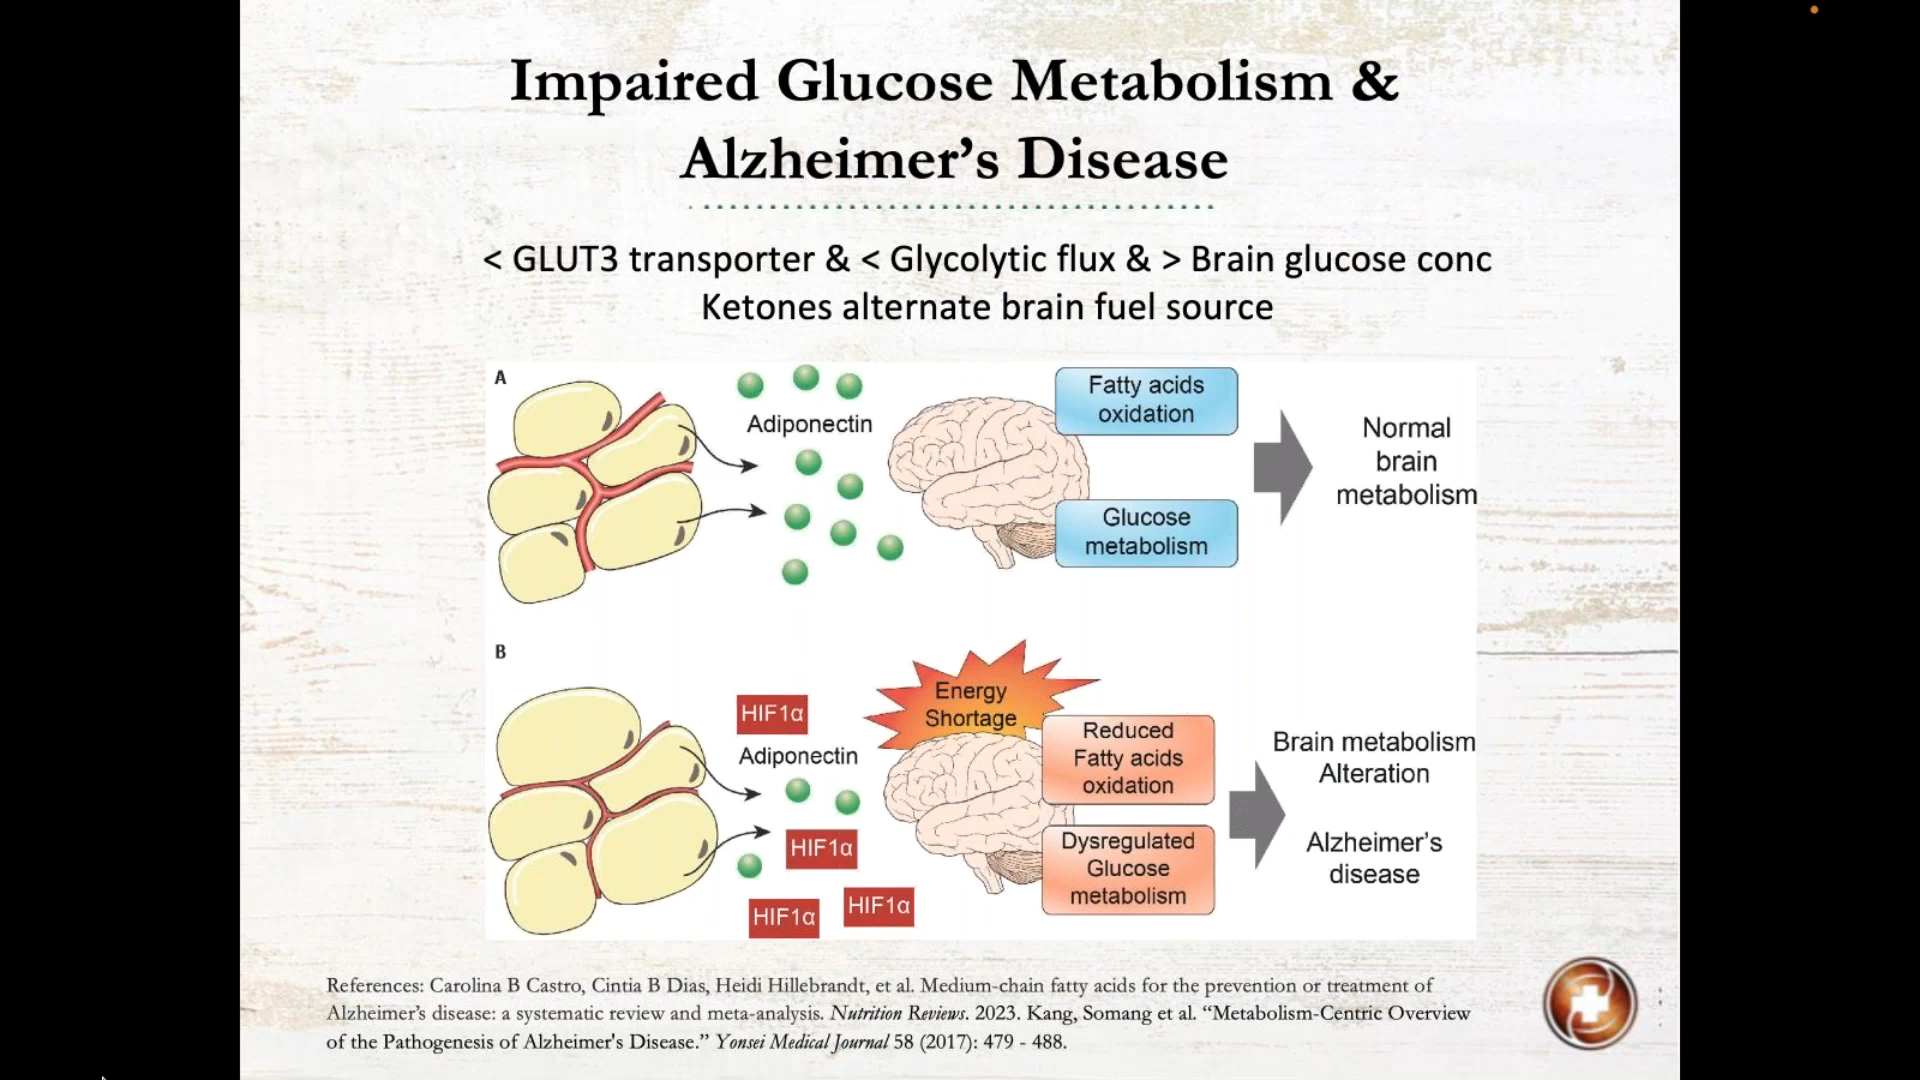 Impaired Glucose Metabolism &
Alzheimer’s Disease
< GLUT3 transporter & < Glycolytic flux & > Brain glucose conc
Ketones alternate brain fuel source
A
Adiponectin
Fatty acids
oxidation
Glucose
metabolism
Normal
brain
metabolism
B
HIF1α
Adiponectin
HIF1α
HIF1α
HIF1α
Energy
Shortage
Reduced
Fatty acids
oxidation
Dysregulated
Glucose
metabolism
Brain metabolism
Alteration
Alzheimer’s
disease
References: Carolina B Castro, Cintia B Dias, Heidi Hillebrandt, et al. Medium-chain fatty acids for the prevention or treatment of
Alzheimer’s disease: a systematic review and meta-analysis. Nutrition Reviews. 2023. Kang, Somang et al. “Metabolism-Centric Overview
of the Pathogenesis of Alzheimer's Disease.” Yonsei Medical Journal 58 (2017): 479 - 488.